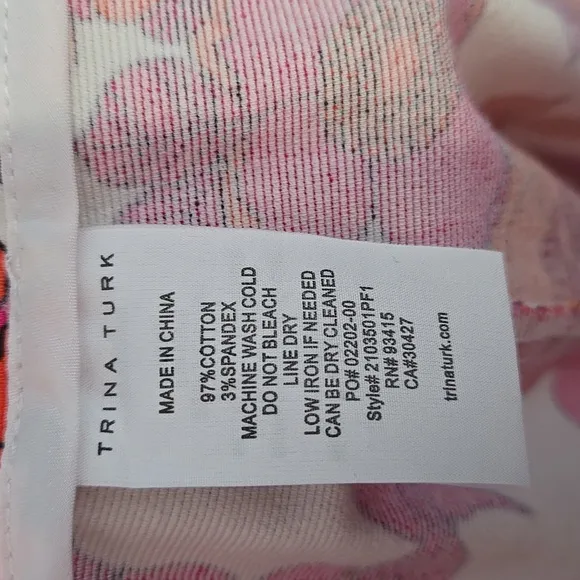 TRINA TURK
MADE IN CHINA
97%COTTON
3%SPANDEX
MACHINE WASH COLD
DO NOT BLEACH
LINE DRY
LOW IRON IF NEEDED
CAN BE DRY CLEANED
PO# 02202-00
Style# 2103501PF1
RN# 93415
CA#30427
trinaturk.com